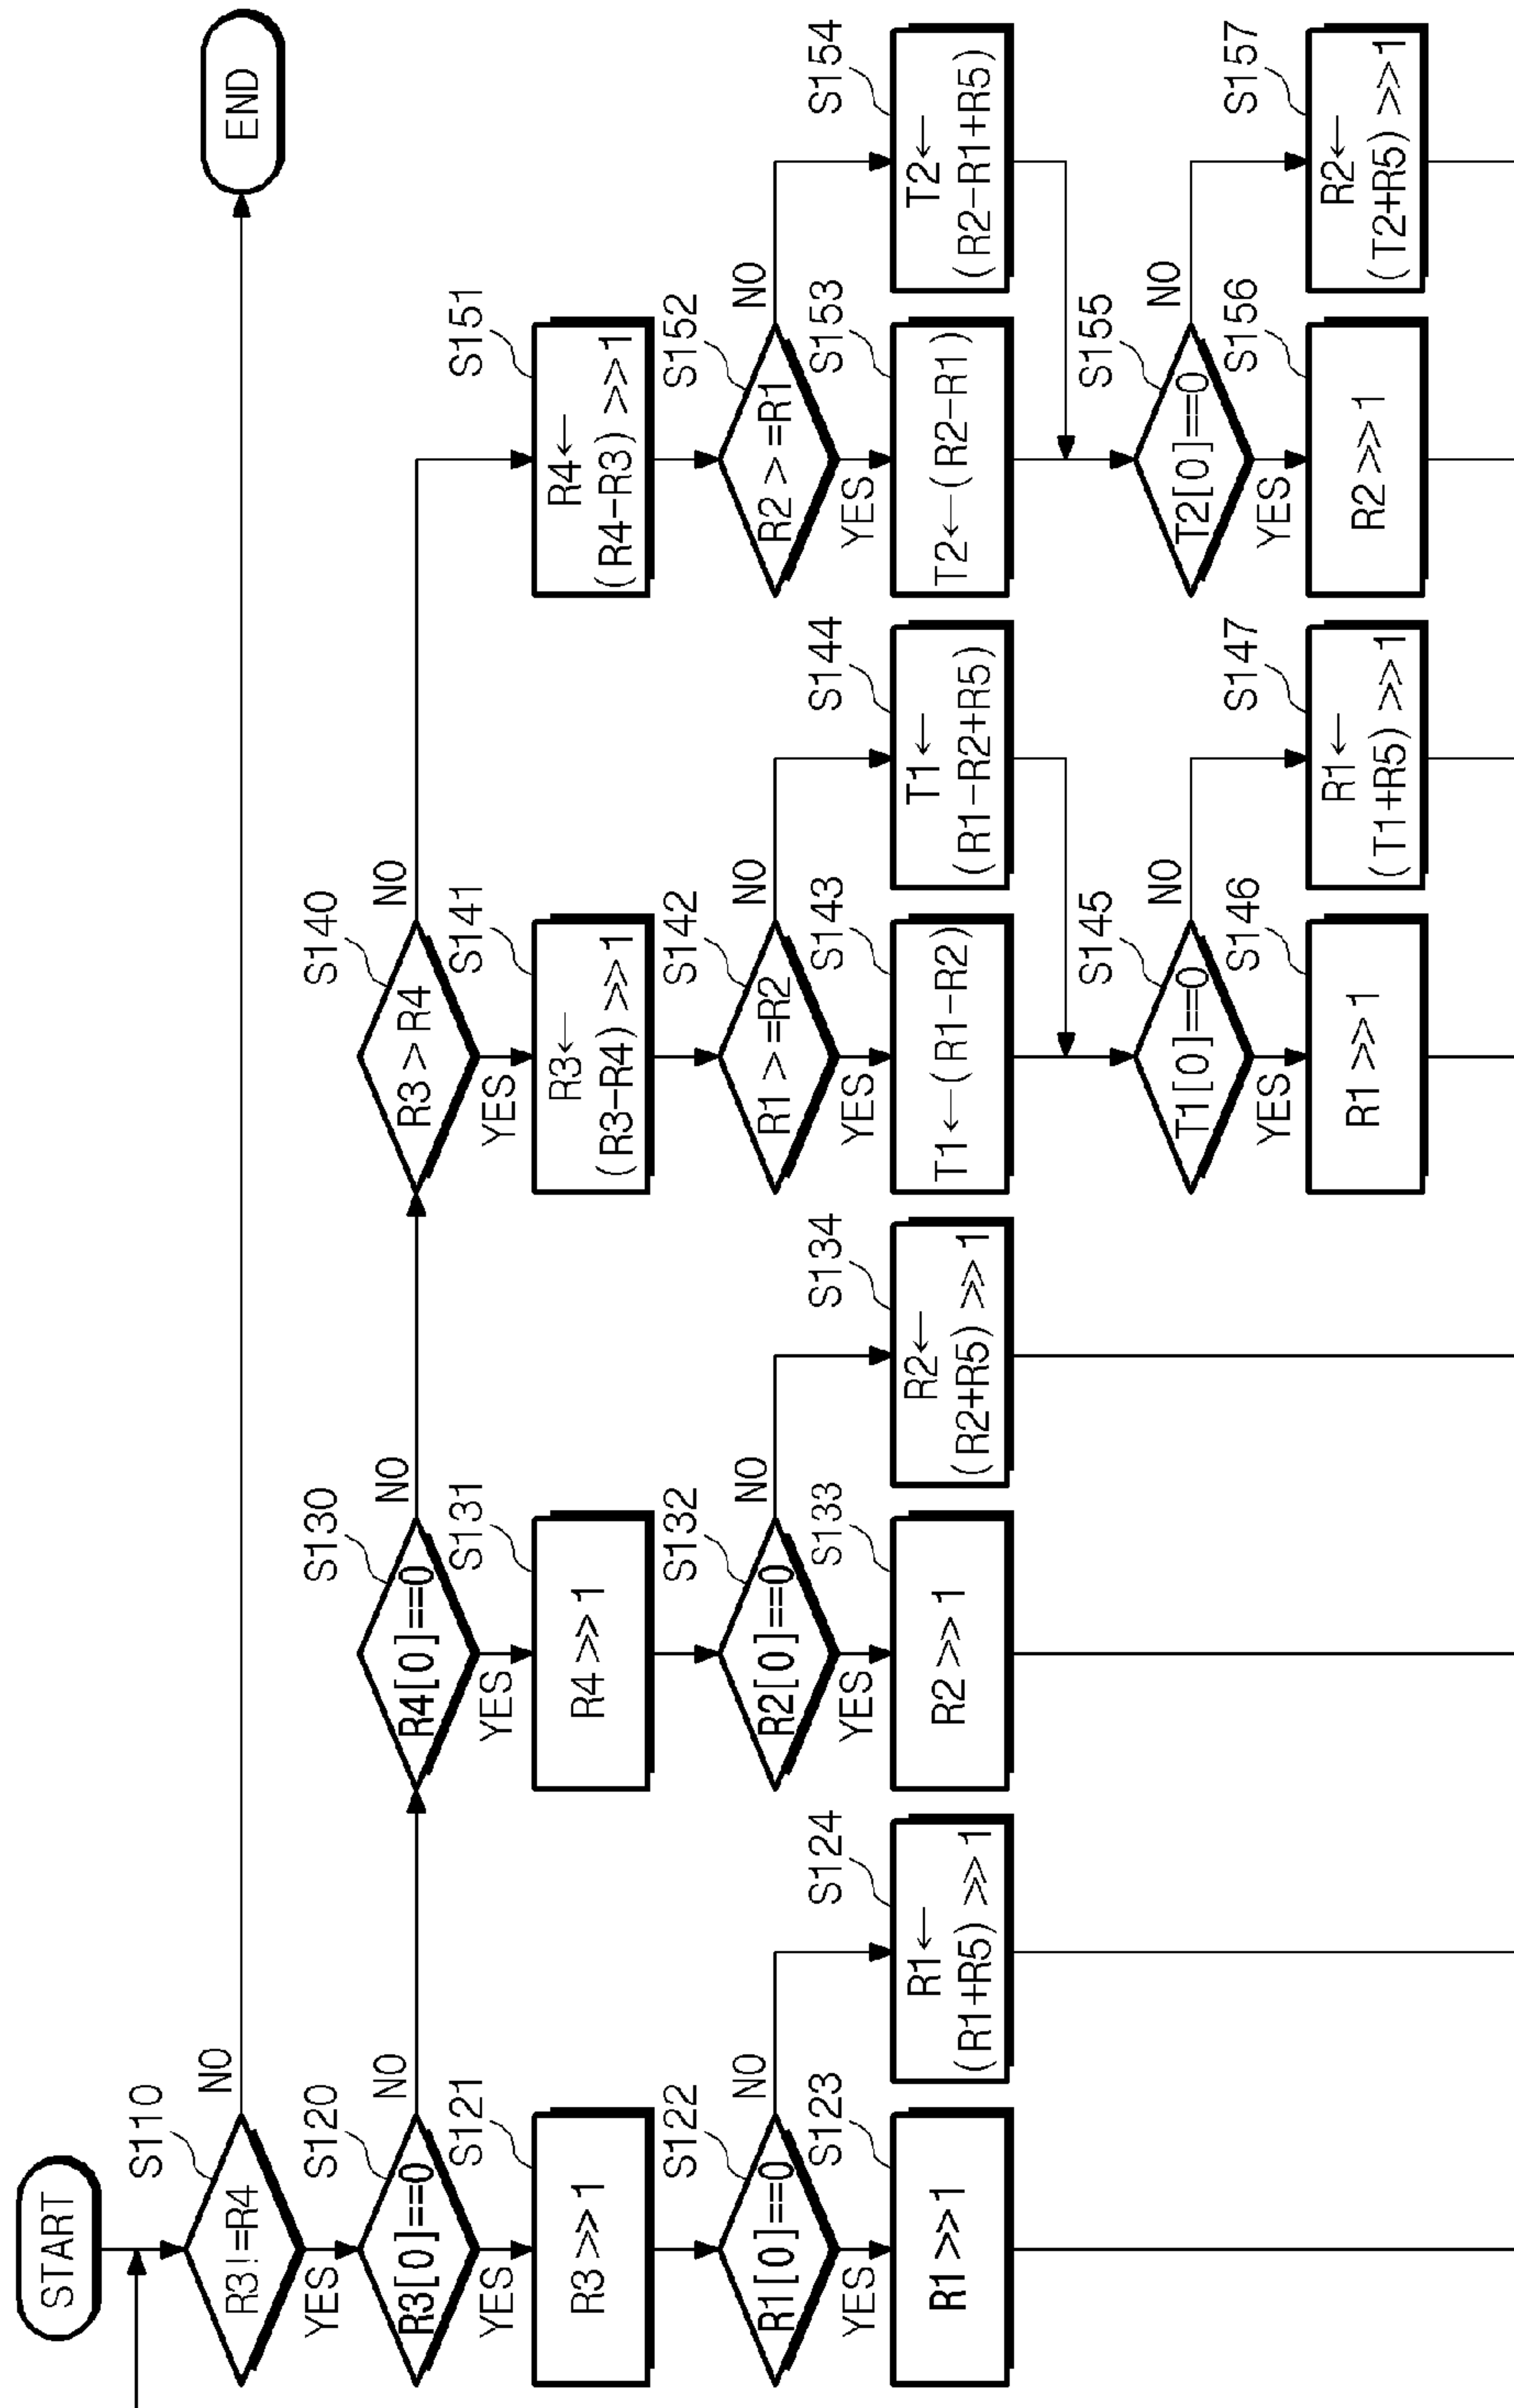 START
S110
R3!=R4
NO
END
YES
S120
R3[0]==0
NO
YES
S121
R3 >>1
S122
R1[0]==0
NO
YES
S123
R1 >>1
S124
R1←
(R1+R5) >>1
S130
R4[0]==0
NO
YES
S131
R4 >>1
S132
R2[0]==0
NO
YES
S133
R2 >>1
S134
R2←
(R2+R5) >>1
S140
R3 > R4
NO
YES
S141
R3←
(R3-R4) >>1
S142
R1 >=R2
NO
YES
S143
T1←(R1-R2)
S144
T1←
(R1-R2+R5)
S145
T1[0]==0
NO
YES
S146
R1 >>1
S147
R1←
(T1+R5) >>1
S151
R4←
(R4-R3) >>1
S152
R2 >=R1
NO
YES
S153
T2←(R2-R1)
S154
T2←
(R2-R1+R5)
S155
T2[0]==0
NO
YES
S156
R2 >>1
S157
R2←
(T2+R5) >>1